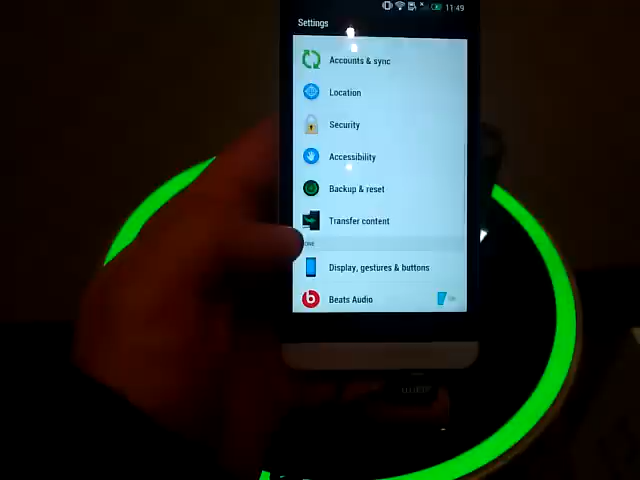 11:49
Settings
Accounts & sync
Location
Security
Accessibility
Backup & reset
Transfer content
Display, gestures & buttons
Beats Audio